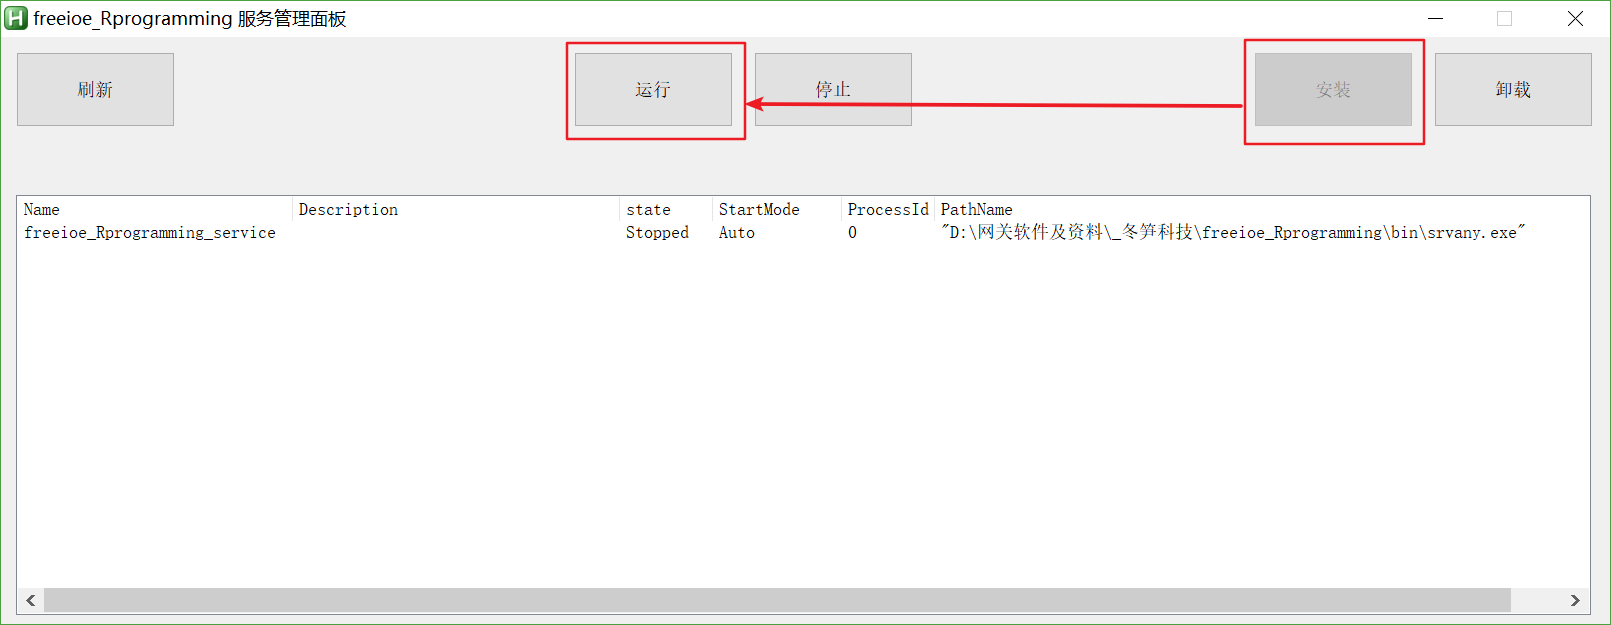 freeioe_Rprogramming 服务管理面板
刷新 运行 停止 安装 卸载
Name Description state StartMode ProcessId PathName
freeioe_Rprogramming_service Stopped Auto 0 "D:\网关软件及资料\_冬笋科技\freeioe_Rprogramming\bin\srvany.exe"